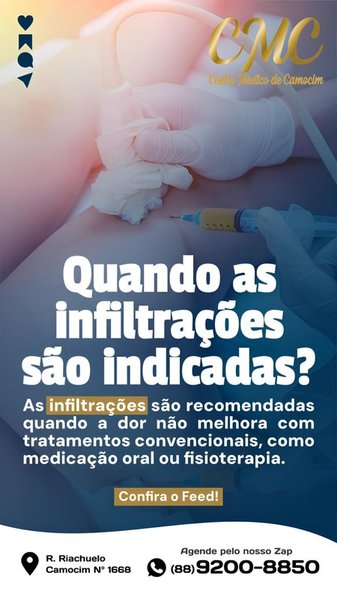 CMC
Centro Médico de Camocim
Quando as
infiltrações
são indicadas?
As infiltrações são recomendadas
quando a dor não melhora com
tratamentos convencionais, como
medicação oral ou fisioterapia.
Confira o Feed!
R. Riachuelo
Camocim N° 1668
Agende pelo nosso Zap
(88)9200-8850